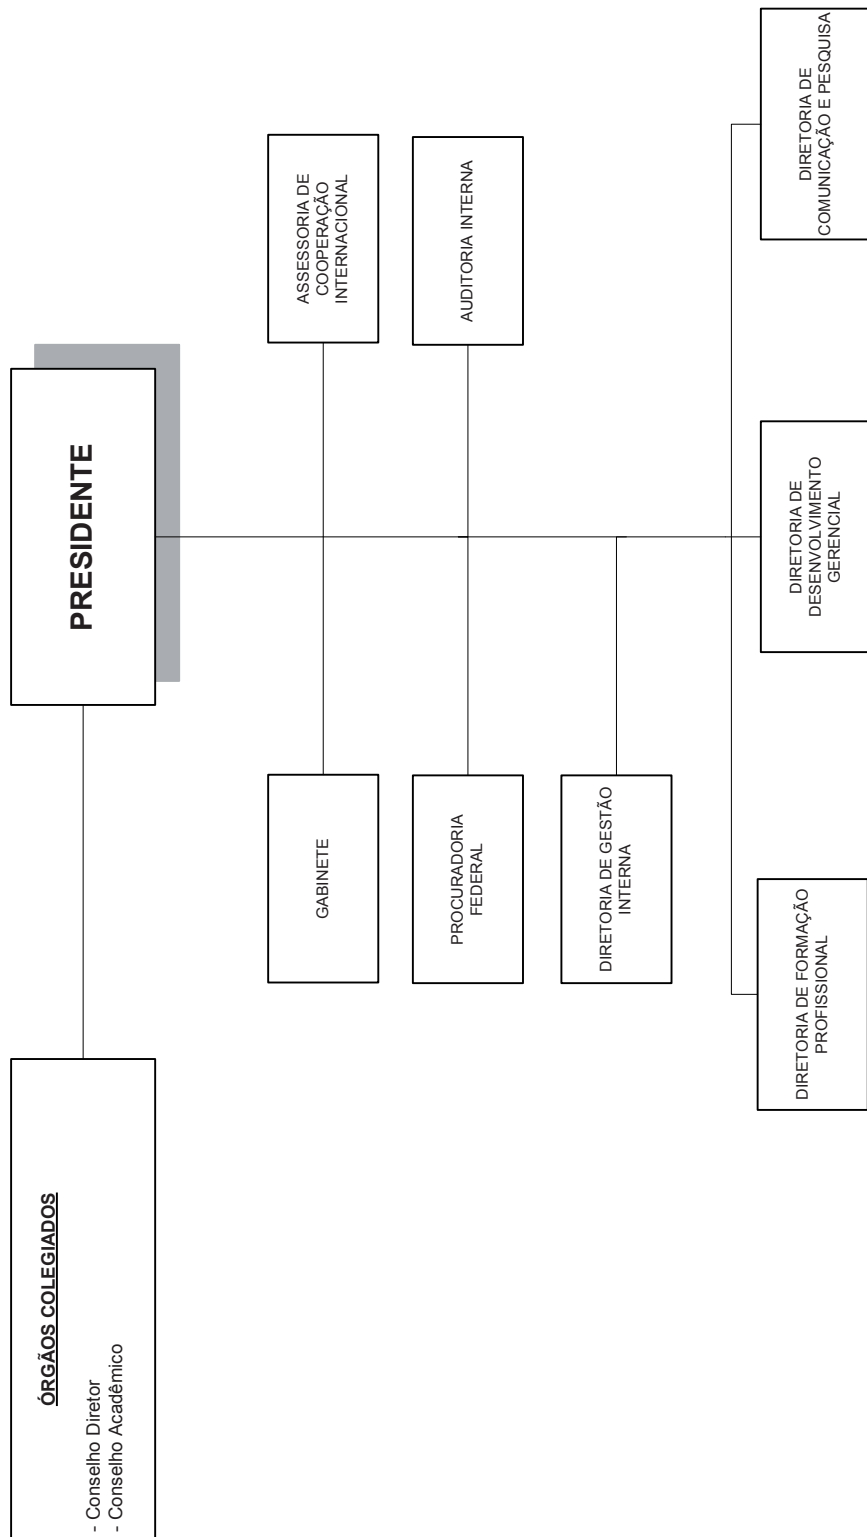 ÓRGÃOS COLEGIADOS
- Conselho Diretor
- Conselho Acadêmico
PRESIDENTE
GABINETE
ASSESSORIA DE
COOPERAÇÃO
INTERNACIONAL
PROCURADORIA
FEDERAL
AUDITORIA INTERNA
DIRETORIA DE GESTÃO
INTERNA
DIRETORIA DE FORMAÇÃO
PROFISSIONAL
DIRETORIA DE
DESENVOLVIMENTO
GERENCIAL
DIRETORIA DE
COMUNICAÇÃO E PESQUISA